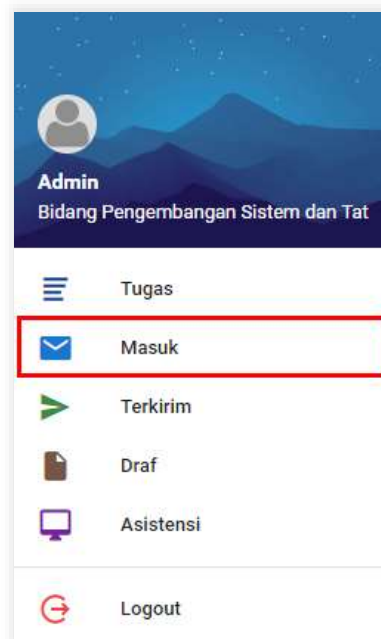 Admin
Bidang Pengembangan Sistem dan Tat
Tugas
Masuk
Terkirim
Draf
Asistensi
Logout